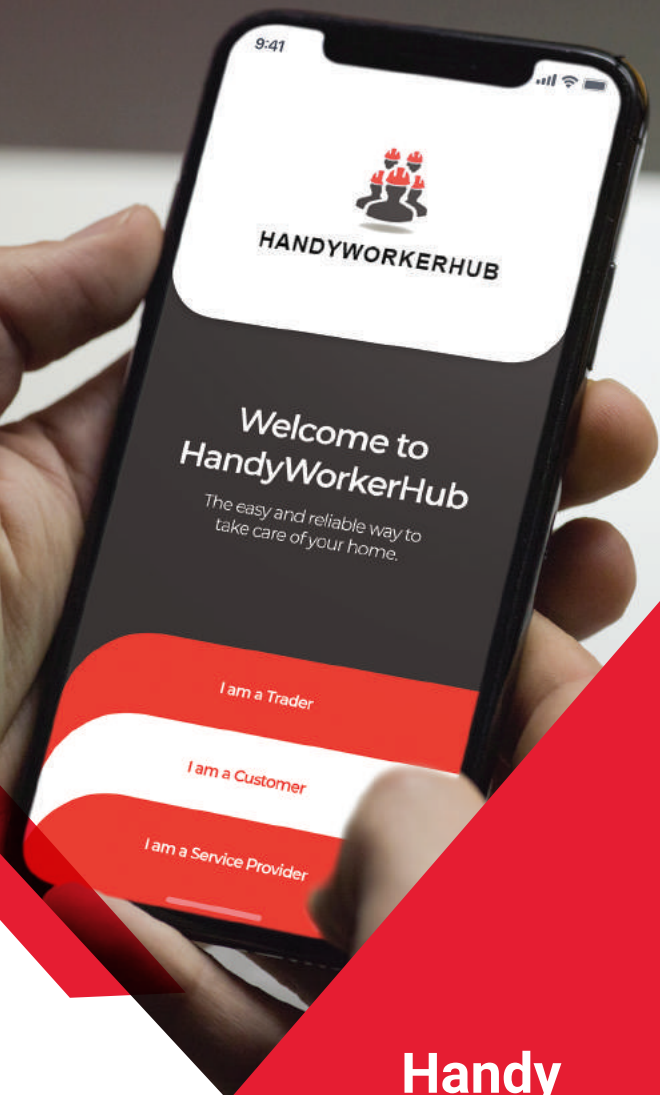 9:41
HANDYWORKERHUB
Welcome to
HandyWorkerHub
The easy and reliable way to
take care of your home.
I am a Trader
I am a Customer
I am a Service Provider
Handy